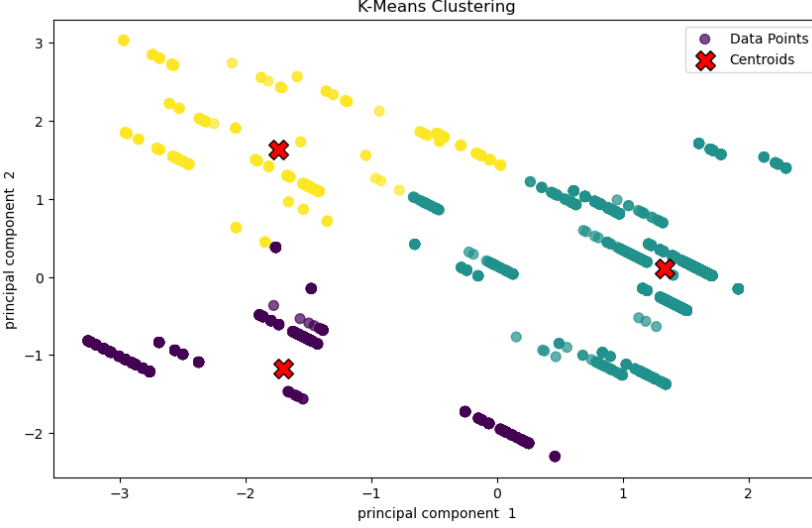 K-Means Clustering
Data Points
Centroids
3
2
1
0
−1
−2
principal component  2
−3
−2
−1
0
1
2
principal component  1